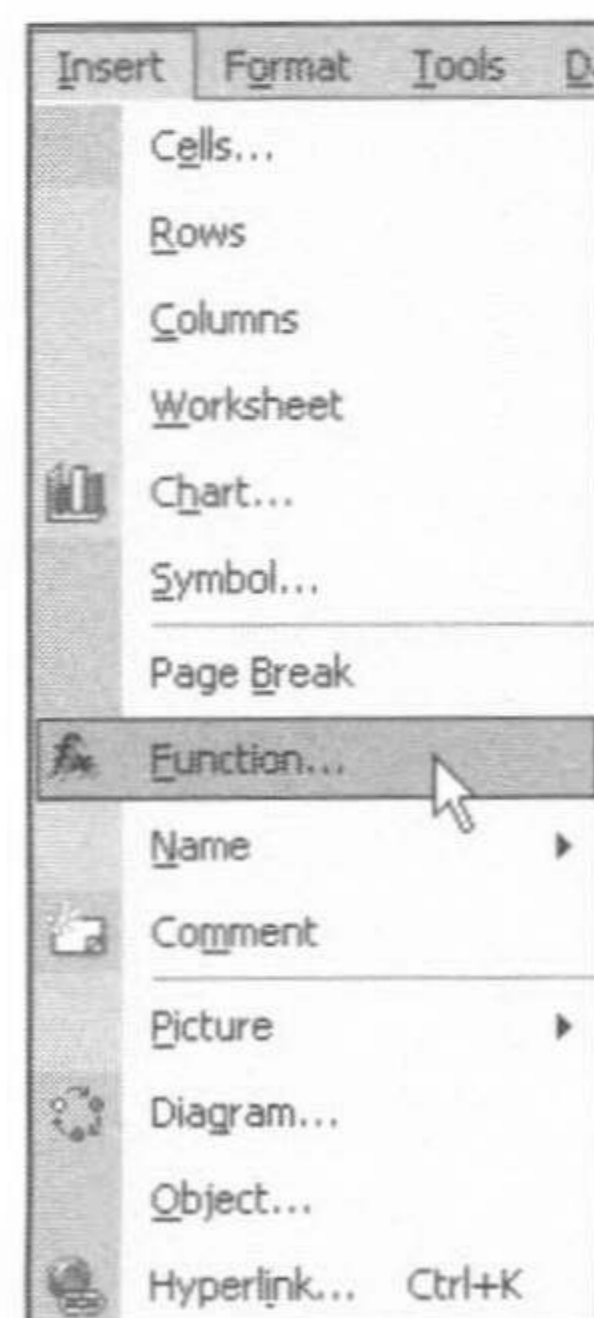 Insert Format Tools D
Cells...
Rows
Columns
Worksheet
Chart...
Symbol...
Page Break
fx Function...
Name
Comment
Picture
Diagram...
Object...
Hyperlink... Ctrl+K